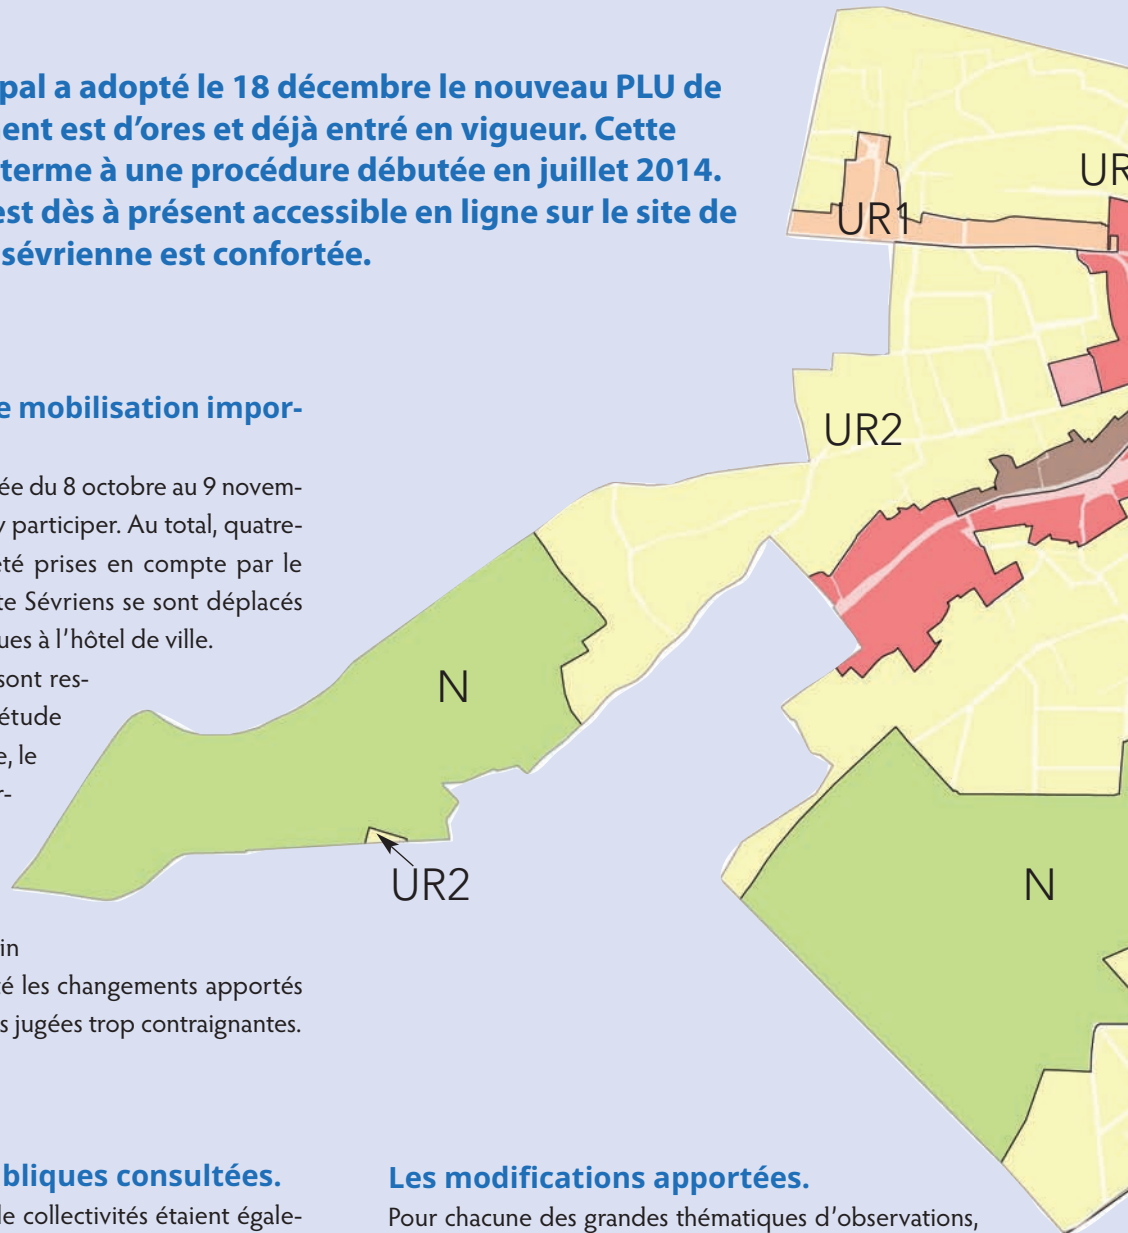 pal a adopté le 18 décembre le nouveau PLU de
ent est d'ores et déjà entré en vigueur. Cette
terme à une procédure débutée en juillet 2014.
est dès à présent accessible en ligne sur le site de
sévrienne est confortée.
e mobilisation impor-
ée du 8 octobre au 9 novem-
y participer. Au total, quatre-
été prises en compte par le
te Sévriens se sont déplacés
ues à l'hôtel de ville.
sont res-
étude
e, le
r-
in
té les changements apportés
s jugées trop contraignantes.
bliques consultées.
de collectivités étaient égale-
Les modifications apportées.
Pour chacune des grandes thématiques d'observations,
UR
UR1
UR2
N
UR2
N